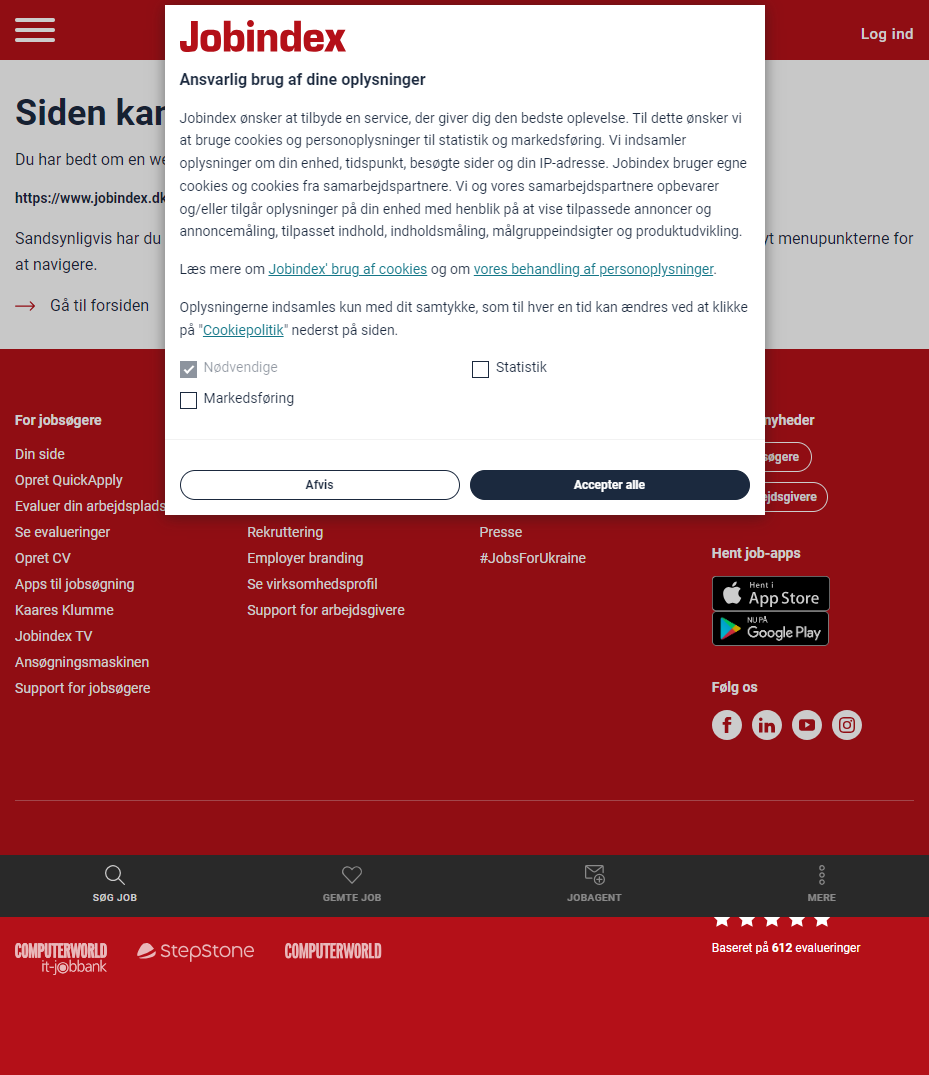 Log ind
Jobindex
Ansvarlig brug af dine oplysninger
Jobindex ønsker at tilbyde en service, der giver dig den bedste oplevelse. Til dette ønsker vi
at bruge cookies og personoplysninger til statistik og markedsføring. Vi indsamler
oplysninger om din enhed, tidspunkt, besøgte sider og din IP-adresse. Jobindex bruger egne
cookies og cookies fra samarbejdspartnere. Vi og vores samarbejdspartnere opbevarer
og/eller tilgår oplysninger på din enhed med henblik på at vise tilpassede annoncer og
annoncemåling, tilpasset indhold, indholdsmåling, målgruppeindsigter og produktudvikling.
Læs mere om Jobindex' brug af cookies og om vores behandling af personoplysninger.
Oplysningerne indsamles kun med dit samtykke, som til hver en tid kan ændres ved at klikke
på "Cookiepolitik" nederst på siden.
Nødvendige
Statistik
Markedsføring
Afvis
Accepter alle
Siden
Du har bedt om en
https://www.jobindex.dk
Sandsynligvis har du
menupunkterne for
at navigere.
Gå til forsiden
For jobsøgere
Din side
Opret QuickApply
Evaluer din arbejdsplads
Se evalueringer
Opret CV
Apps til jobsøgning
Kaares Klumme
Jobindex TV
Ansøgningsmaskinen
Support for jobsøgere
Rekruttering
Employer branding
Se virksomhedsprofil
Support for arbejdsgivere
Presse
#JobsForUkraine
nyheder
Hent job-apps
Hent i
App Store
NU PÅ
Google Play
Følg os
SØG JOB
GEMTE JOB
JOBAGENT
MERE
COMPUTERWORLD
it-jobbank
StepStone
COMPUTERWORLD
Baseret på 612 evalueringer